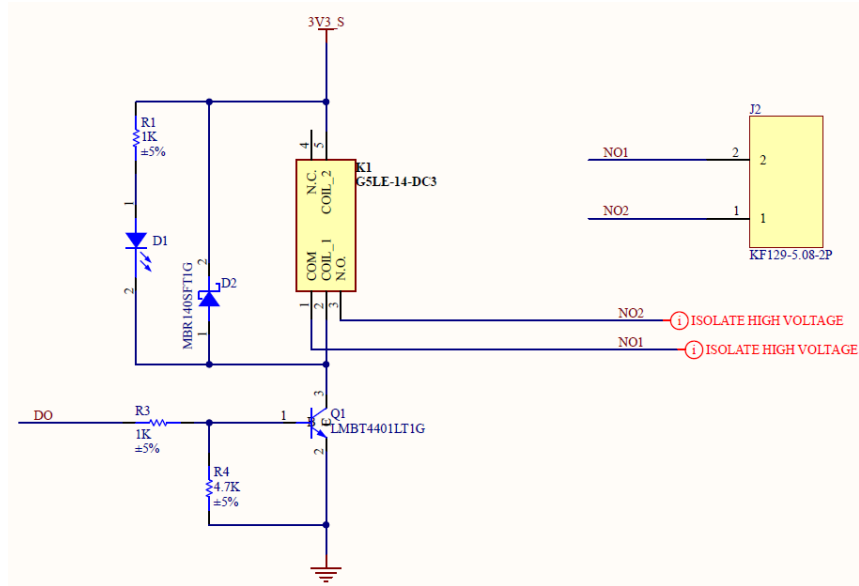 3V3_S
R1
1K
±5%
1
D1
2
2
D2
MBR140SFT1G
1
4
5
K1
G5LE-14-DC3
N.C.
COIL_2
COM
COIL_1
N.O.
1
2
3
NO2
ISOLATE HIGH VOLTAGE
NO1
ISOLATE HIGH VOLTAGE
J2
NO1
2
2
NO2
1
1
KF129-5.08-2P
DO
R3
1K
±5%
R4
4.7K
±5%
1
3
Q1
B
E
LMBT4401LT1G
2